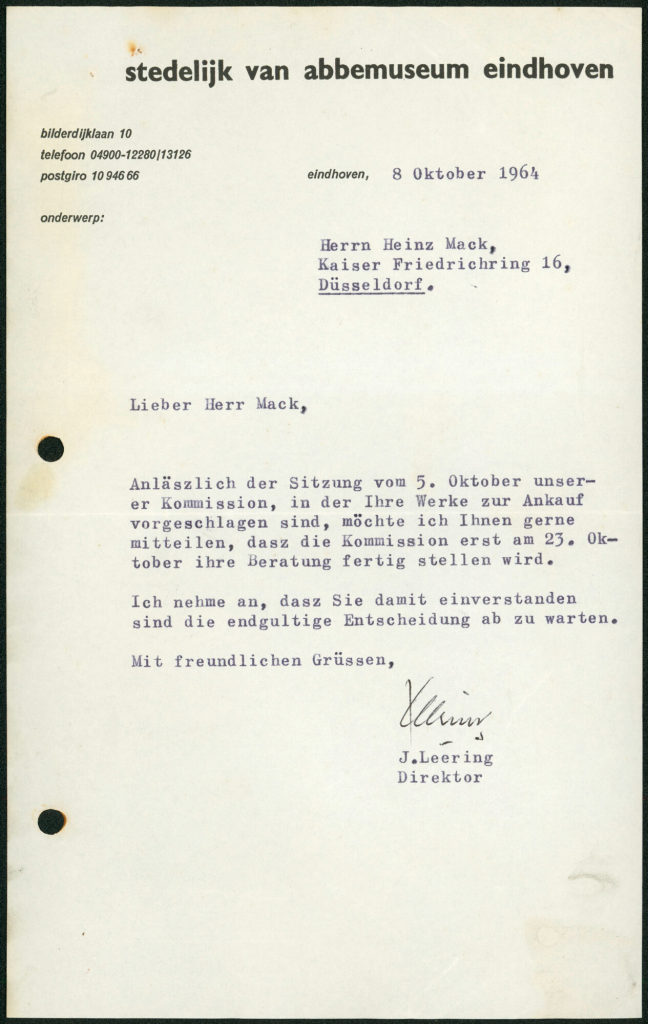 stedelijk van abbemuseum eindhoven
bilderdijklaan 10
telefoon 04900-12280|13126
postgiro 10 946 66
eindhoven, 8 Oktober 1964
onderwerp:
Herrn Heinz Mack,
Kaiser Friedrichring 16,
Düsseldorf.
Lieber Herr Mack,
Anläszlich der Sitzung vom 5. Oktober unser-
er Kommission, in der Ihre Werke zur Ankauf
vorgeschlagen sind, möchte ich Ihnen gerne
mitteilen, dasz die Kommission erst am 23. Ok-
tober ihre Beratung fertig stellen wird.
Ich nehme an, dasz Sie damit einverstanden
sind die endgultige Entscheidung ab zu warten.
Mit freundlichen Grüssen,
J.Leering
Direktor